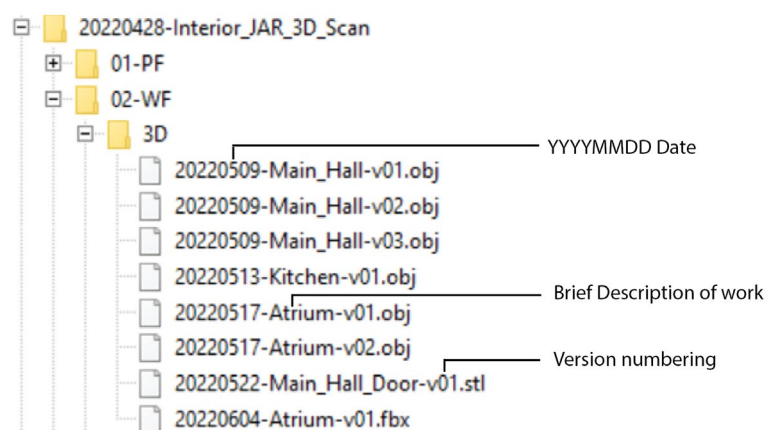 20220428-Interior_JAR_3D_Scan
01-PF
02-WF
3D
YYYYMMDD Date
20220509-Main_Hall-v01.obj
20220509-Main_Hall-v02.obj
20220509-Main_Hall-v03.obj
20220513-Kitchen-v01.obj
Brief Description of work
20220517-Atrium-v01.obj
20220517-Atrium-v02.obj
Version numbering
20220522-Main_Hall_Door-v01.stl
20220604-Atrium-v01.fbx